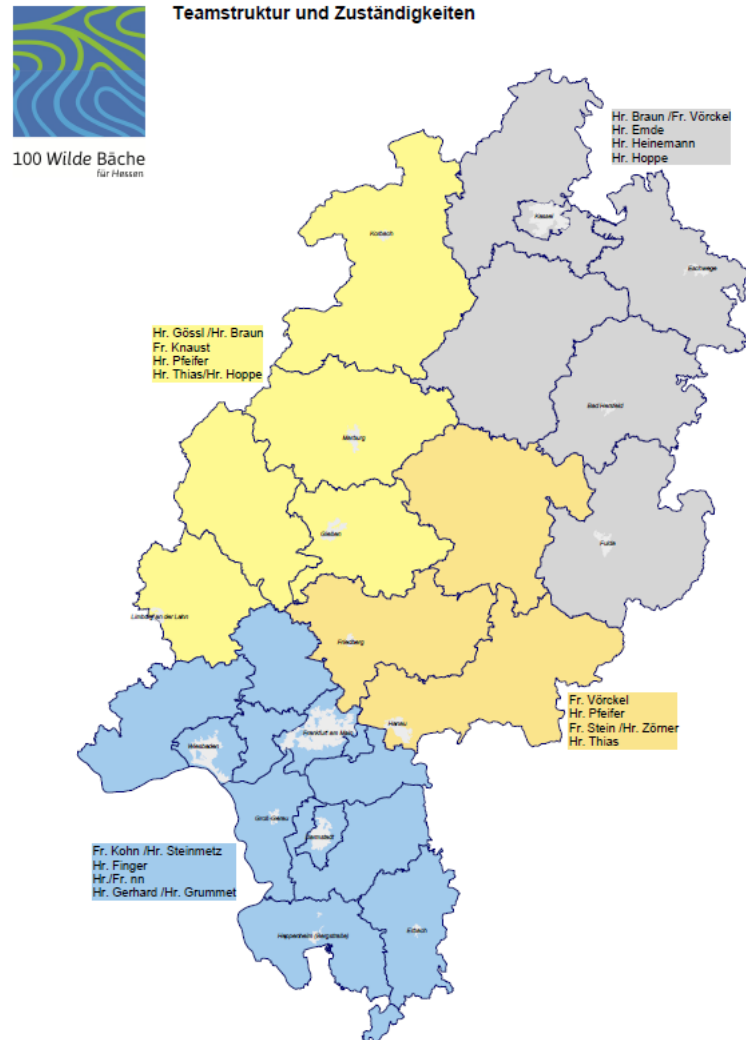 Teamstruktur und Zuständigkeiten
100 Wilde Bäche
für Hessen
Hr. Braun /Fr. Vörckel
Hr. Emde
Hr. Heinemann
Hr. Hoppe
Kassel
Korbach
Eschwege
Hr. Gössl /Hr. Braun
Fr. Knaust
Hr. Pfeifer
Hr. Thias/Hr. Hoppe
Bad Hersfeld
Marburg
Gießen
Fulda
Limburg an der Lahn
Friedberg
Fr. Vörckel
Hr. Pfeifer
Fr. Stein /Hr. Zörner
Hr. Thias
Hanau
Frankfurt am Main
Wiesbaden
Groß-Gerau
Darmstadt
Fr. Kohn /Hr. Steinmetz
Hr. Finger
Hr./Fr. nn
Hr. Gerhard /Hr. Grummet
Heppenheim (Bergstraße)
Erbach